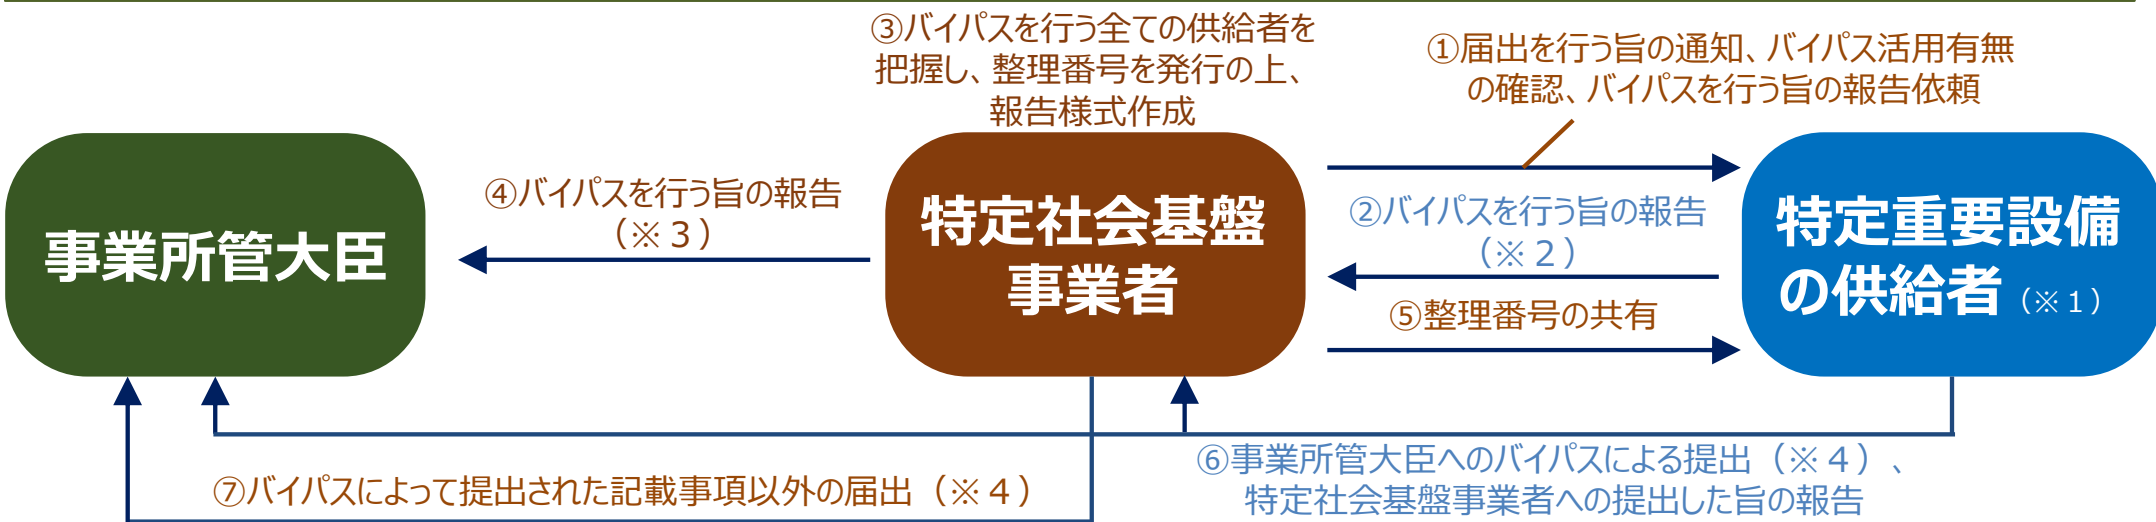 ③バイパスを行う全ての供給者を
把握し、整理番号を発行の上、
報告様式作成
①届出を行う旨の通知、バイパス活用有無
の確認、バイパスを行う旨の報告依頼
事業所管大臣
④バイパスを行う旨の報告
（※３）
特定社会基盤
事業者
②バイパスを行う旨の報告
（※２）
⑤整理番号の共有
特定重要設備
の供給者（※１）
⑥事業所管大臣へのバイパスによる提出（※４）、
特定社会基盤事業者への提出した旨の報告
⑦バイパスによって提出された記載事項以外の届出（※４）